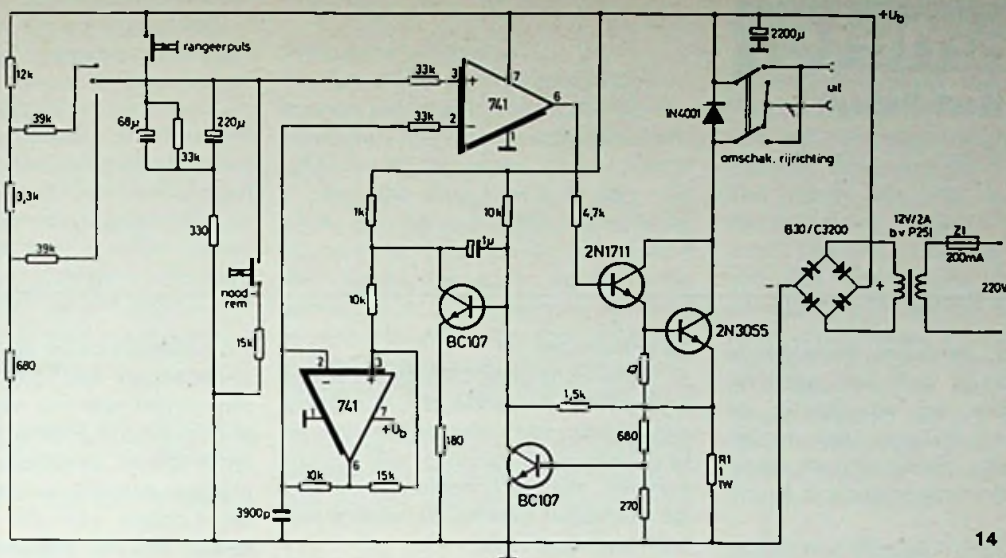 +Ub
2200µ
rangeerpuls
12k
33k
3
7
+
741
6
uit
39k
33k
2
-
1
1N4001
68µ
33k
220µ
omschak. rijrichting
3,3k
1k
10k
4,7k
12V/2A
b.v. P251
Z1
200mA
B30/C3200
330
1µ
2N1711
39k
-
+
220V
nood
rem
10k
BC107
2N3055
15k
2
3
-
+
47
680
741
1
7
+Ub
1,5k
180
680
6
R1
1
1W
10k
15k
BC107
270
3900p
14